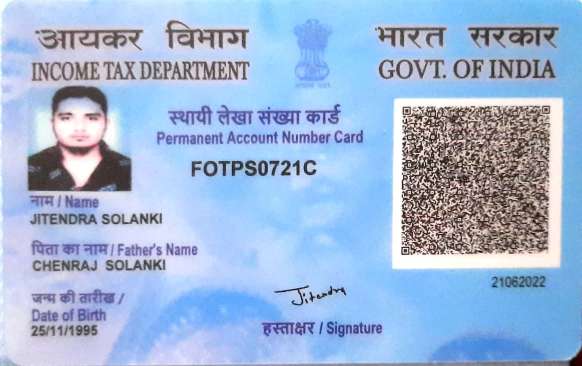 आयकर विभाग
INCOME TAX DEPARTMENT
भारत सरकार
GOVT. OF INDIA
स्थायी लेखा संख्या कार्ड
Permanent Account Number Card
FOTPS0721C
नाम / Name
JITENDRA SOLANKI
पिता का नाम / Father's Name
CHENRAJ SOLANKI
जन्म की तारीख /
Date of Birth
25/11/1995
Jitendra
हस्ताक्षर / Signature
21062022